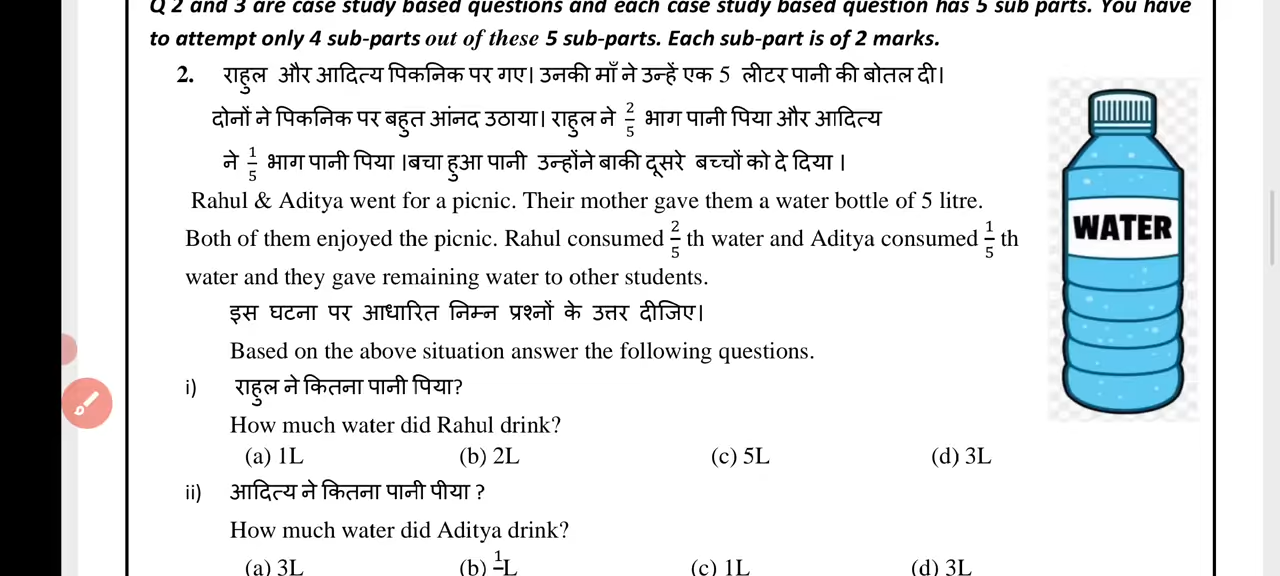 Q 2 and 3 are case study based questions and each case study based question has 5 sub parts. You have
to attempt only 4 sub-parts out of these 5 sub-parts. Each sub-part is of 2 marks.
2. राहुल और आदित्य पिकनिक पर गए। उनकी माँ ने उन्हें एक 5 लीटर पानी की बोतल दी।
दोनों ने पिकनिक पर बहुत आंनद उठाया। राहुल ने 2/5 भाग पानी पिया और आदित्य
ने 1/5 भाग पानी पिया ।बचा हुआ पानी उन्होंने बाकी दूसरे बच्चों को दे दिया ।
Rahul & Aditya went for a picnic. Their mother gave them a water bottle of 5 litre.
Both of them enjoyed the picnic. Rahul consumed 2/5 th water and Aditya consumed 1/5 th
water and they gave remaining water to other students.
WATER
इस घटना पर आधारित निम्न प्रश्नों के उत्तर दीजिए।
Based on the above situation answer the following questions.
i) राहुल ने कितना पानी पिया?
How much water did Rahul drink?
(a) 1L (b) 2L (c) 5L (d) 3L
ii) आदित्य ने कितना पानी पीया ?
How much water did Aditya drink?
(a) 3L (b) 1 L (c) 1L (d) 3L